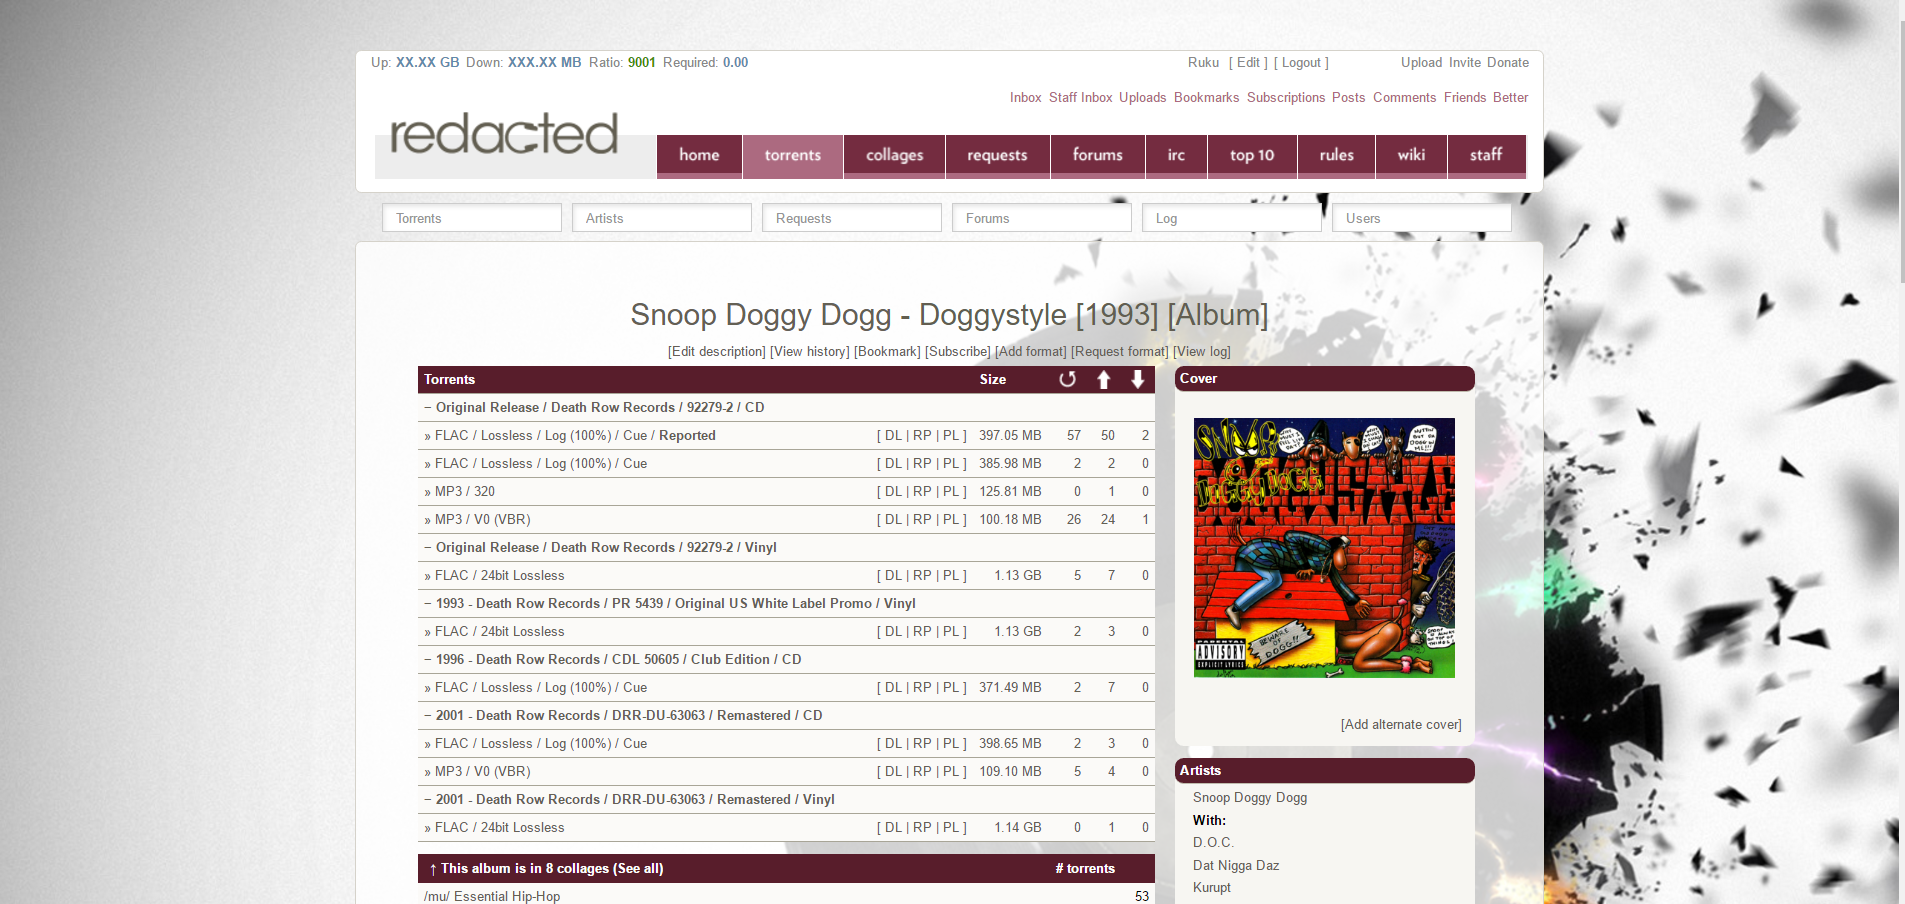 Up: XX.XX GB Down: XXX.XX MB Ratio: 9001 Required: 0.00
Ruku [ Edit ] [ Logout ]
Upload Invite Donate
Inbox Staff Inbox Uploads Bookmarks Subscriptions Posts Comments Friends Better
redacted
home torrents collages requests forums irc top 10 rules wiki staff
Torrents Artists Requests Forums Log Users
Snoop Doggy Dogg - Doggystyle [1993] [Album]
[Edit description] [View history] [Bookmark] [Subscribe] [Add format] [Request format] [View log]
Torrents Size
− Original Release / Death Row Records / 92279-2 / CD
» FLAC / Lossless / Log (100%) / Cue / Reported [ DL | RP | PL ] 397.05 MB 57 50 2
» FLAC / Lossless / Log (100%) / Cue [ DL | RP | PL ] 385.98 MB 2 2 0
» MP3 / 320 [ DL | RP | PL ] 125.81 MB 0 1 0
» MP3 / V0 (VBR) [ DL | RP | PL ] 100.18 MB 26 24 1
− Original Release / Death Row Records / 92279-2 / Vinyl
» FLAC / 24bit Lossless [ DL | RP | PL ] 1.13 GB 5 7 0
− 1993 - Death Row Records / PR 5439 / Original US White Label Promo / Vinyl
» FLAC / 24bit Lossless [ DL | RP | PL ] 1.13 GB 2 3 0
− 1996 - Death Row Records / CDL 50605 / Club Edition / CD
» FLAC / Lossless / Log (100%) / Cue [ DL | RP | PL ] 371.49 MB 2 7 0
− 2001 - Death Row Records / DRR-DU-63063 / Remastered / CD
» FLAC / Lossless / Log (100%) / Cue [ DL | RP | PL ] 398.65 MB 2 3 0
» MP3 / V0 (VBR) [ DL | RP | PL ] 109.10 MB 5 4 0
− 2001 - Death Row Records / DRR-DU-63063 / Remastered / Vinyl
» FLAC / 24bit Lossless [ DL | RP | PL ] 1.14 GB 0 1 0
↑ This album is in 8 collages (See all) # torrents
/mu/ Essential Hip-Hop 53
Cover
SNOOP
DOGGY DOGG
BEWARE
OF
DOGG!!
PARENTAL
ADVISORY
EXPLICIT LYRICS
[Add alternate cover]
Artists
Snoop Doggy Dogg
With:
D.O.C.
Dat Nigga Daz
Kurupt